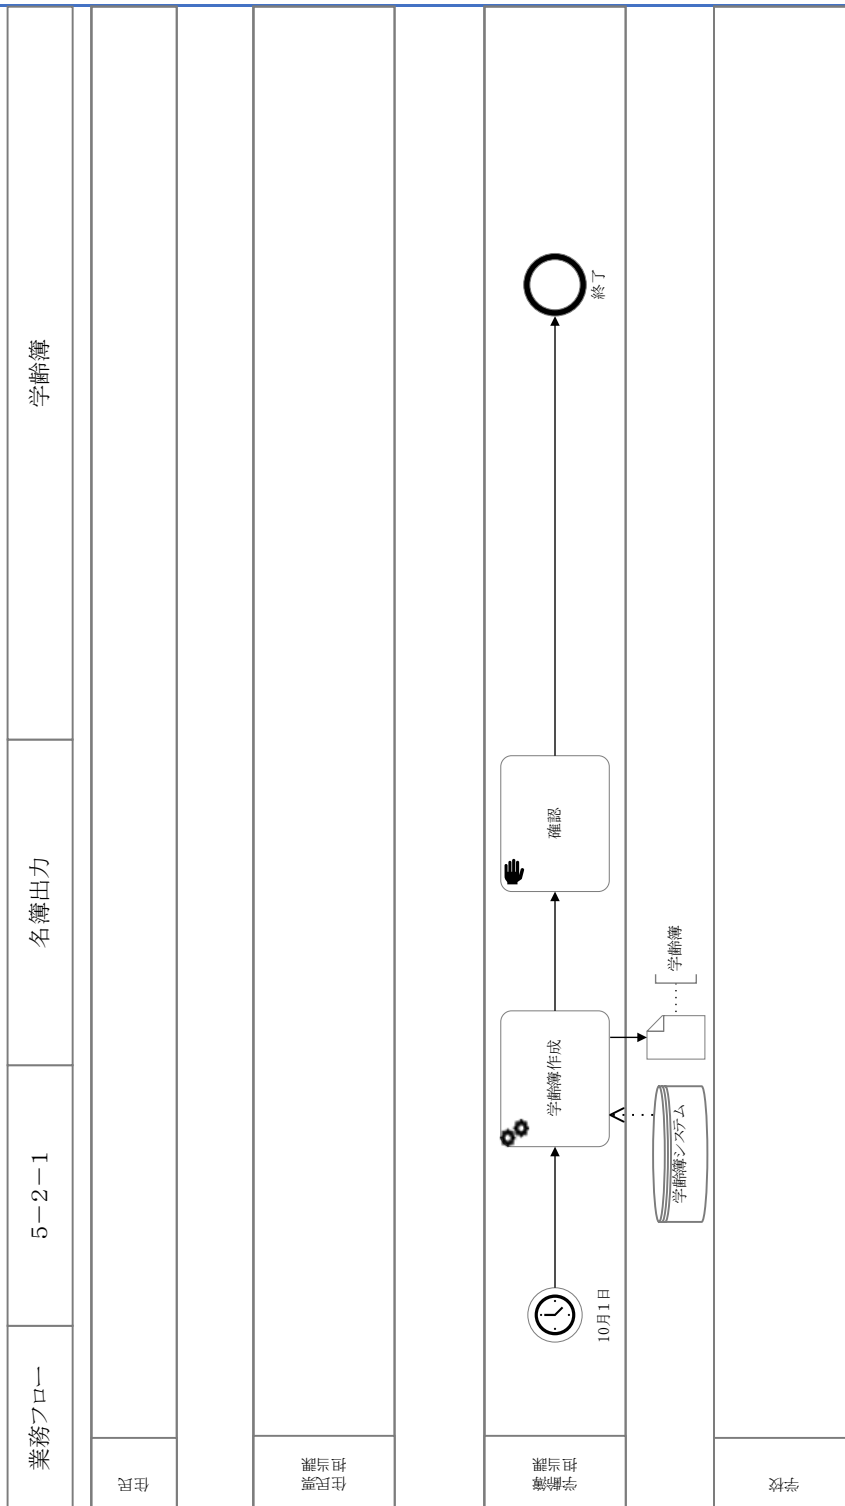 業務フロー
5－2－1
名簿出力
学齢簿
住民
住民票
担当課
学齢簿
担当課
学校
10月1日
学齢簿作成
確認
終了
学齢簿システム
学齢簿